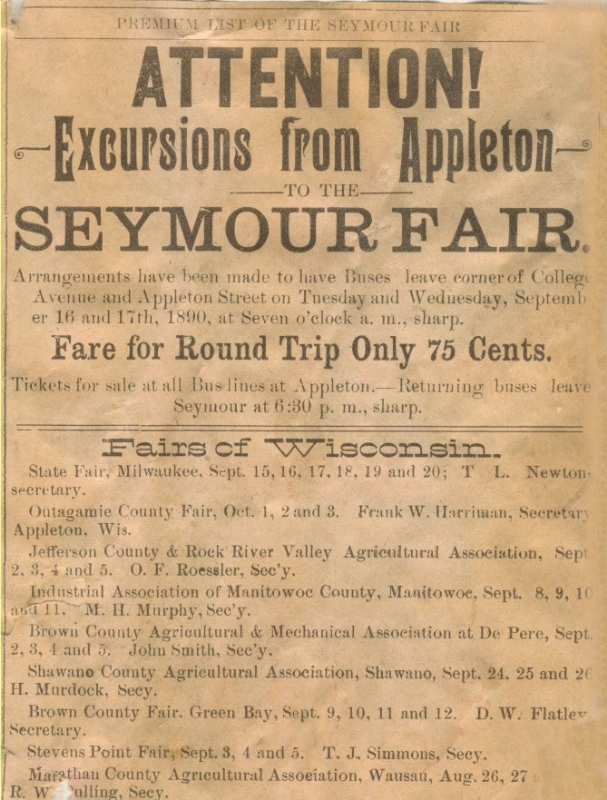 PREMIUM LIST OF THE SEYMOUR FAIR
ATTENTION!
Excursions from Appleton
TO THE
SEYMOUR FAIR.
Arrangements have been made to have Buses leave corner of College
Avenue and Appleton Street on Tuesday and Wednesday, Septemb
er 16 and 17th, 1890, at Seven o'clock a. m., sharp.
Fare for Round Trip Only 75 Cents.
Tickets for sale at all Bus lines at Appleton.—Returning buses leave
Seymour at 6:30 p. m., sharp.
Fairs of Wisconsin.
State Fair, Milwaukee, Sept. 15, 16, 17, 18, 19 and 20; T L. Newton
secretary.
Outagamie County Fair, Oct. 1, 2 and 3. Frank W. Harriman, Secretary
Appleton, Wis.
Jefferson County & Rock River Valley Agricultural Association, Sept
2, 3, 4 and 5. O. F. Roessler, Sec'y.
Industrial Association of Manitowoc County, Manitowoc, Sept. 8, 9, 10
and 11. M. H. Murphy, Sec'y.
Brown County Agricultural & Mechanical Association at De Pere, Sept.
2, 3, 4 and 5. John Smith, Sec'y.
Shawano County Agricultural Association, Shawano, Sept. 24, 25 and 26
H. Murdock, Secy.
Brown County Fair. Green Bay, Sept. 9, 10, 11 and 12. D. W. Flatley
Secretary.
Stevens Point Fair, Sept. 3, 4 and 5. T. J. Simmons, Secy.
Marathan County Agricultural Association, Wausau, Aug. 26, 27
R. W. Secy.